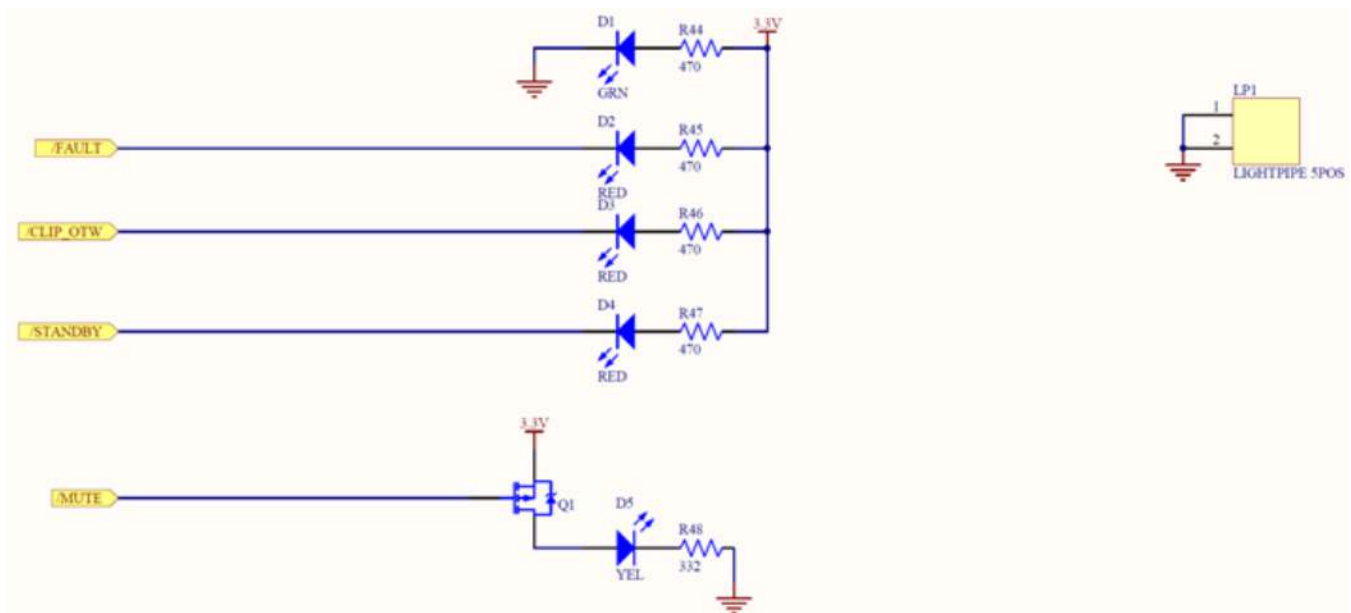 D1
R44
3.3V
470
GRN
/FAULT
D2
R45
470
RED
/CLIP_OTW
D3
R46
470
RED
/STANDBY
D4
R47
470
RED
3.3V
/MUTE
Q1
D5
R48
332
YEL
LP1
1
2
LIGHTPIPE 5POS